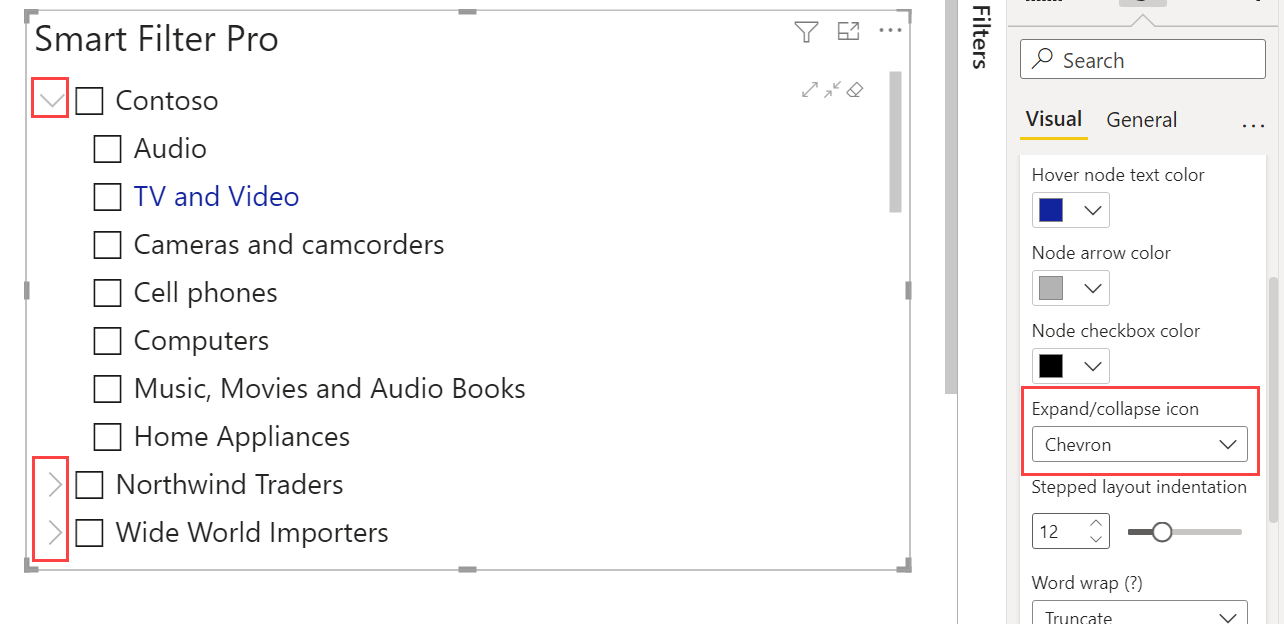 Smart Filter Pro
Contoso
Audio
TV and Video
Cameras and camcorders
Cell phones
Computers
Music, Movies and Audio Books
Home Appliances
Northwind Traders
Wide World Importers
Filters
Search
Visual General
Hover node text color
Node arrow color
Node checkbox color
Expand/collapse icon
Chevron
Stepped layout indentation
12
Word wrap (?)
Truncate